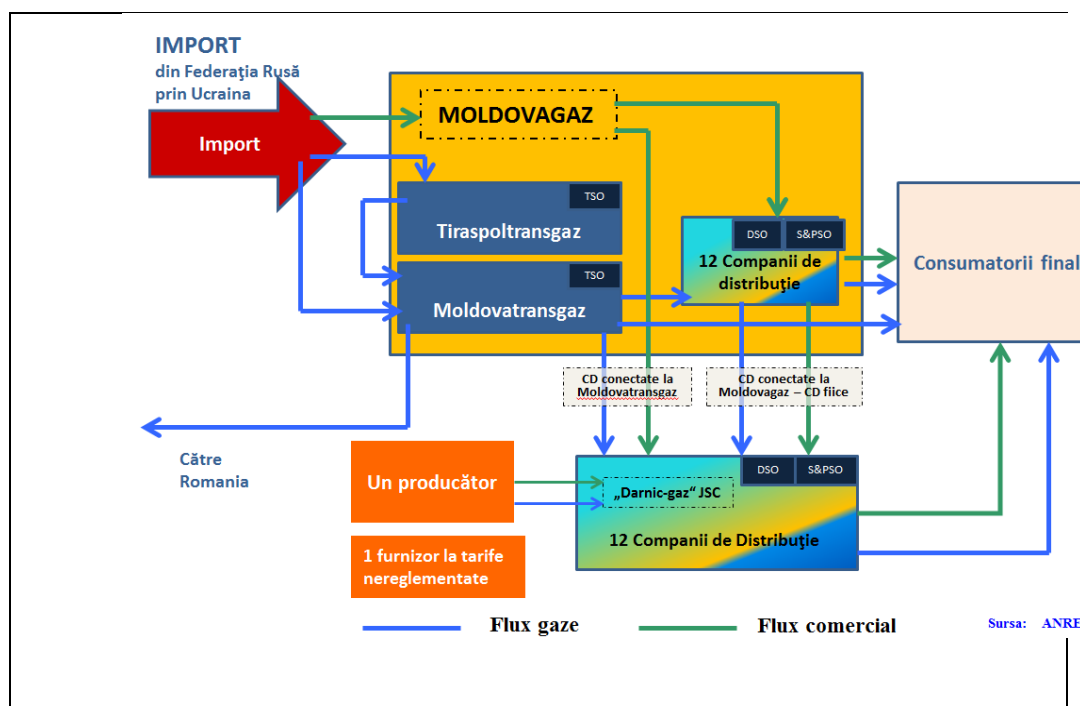 IMPORT
din Federaţia Rusă
prin Ucraina
Import
MOLDOVAGAZ
TSO
Tiraspoltransgaz
TSO
Moldovatransgaz
DSO
S&PSO
12 Companii de
distribuţie
Consumatorii final
CD conectate la
Moldovatransgaz
CD conectate la
Moldovagaz – CD fiice
Către
Romania
Un producător
DSO
S&PSO
„Darnic-gaz“ JSC
12 Companii de Distribuţie
1 furnizor la tarife
nereglementate
Flux gaze
Flux comercial
Sursa: ANRE